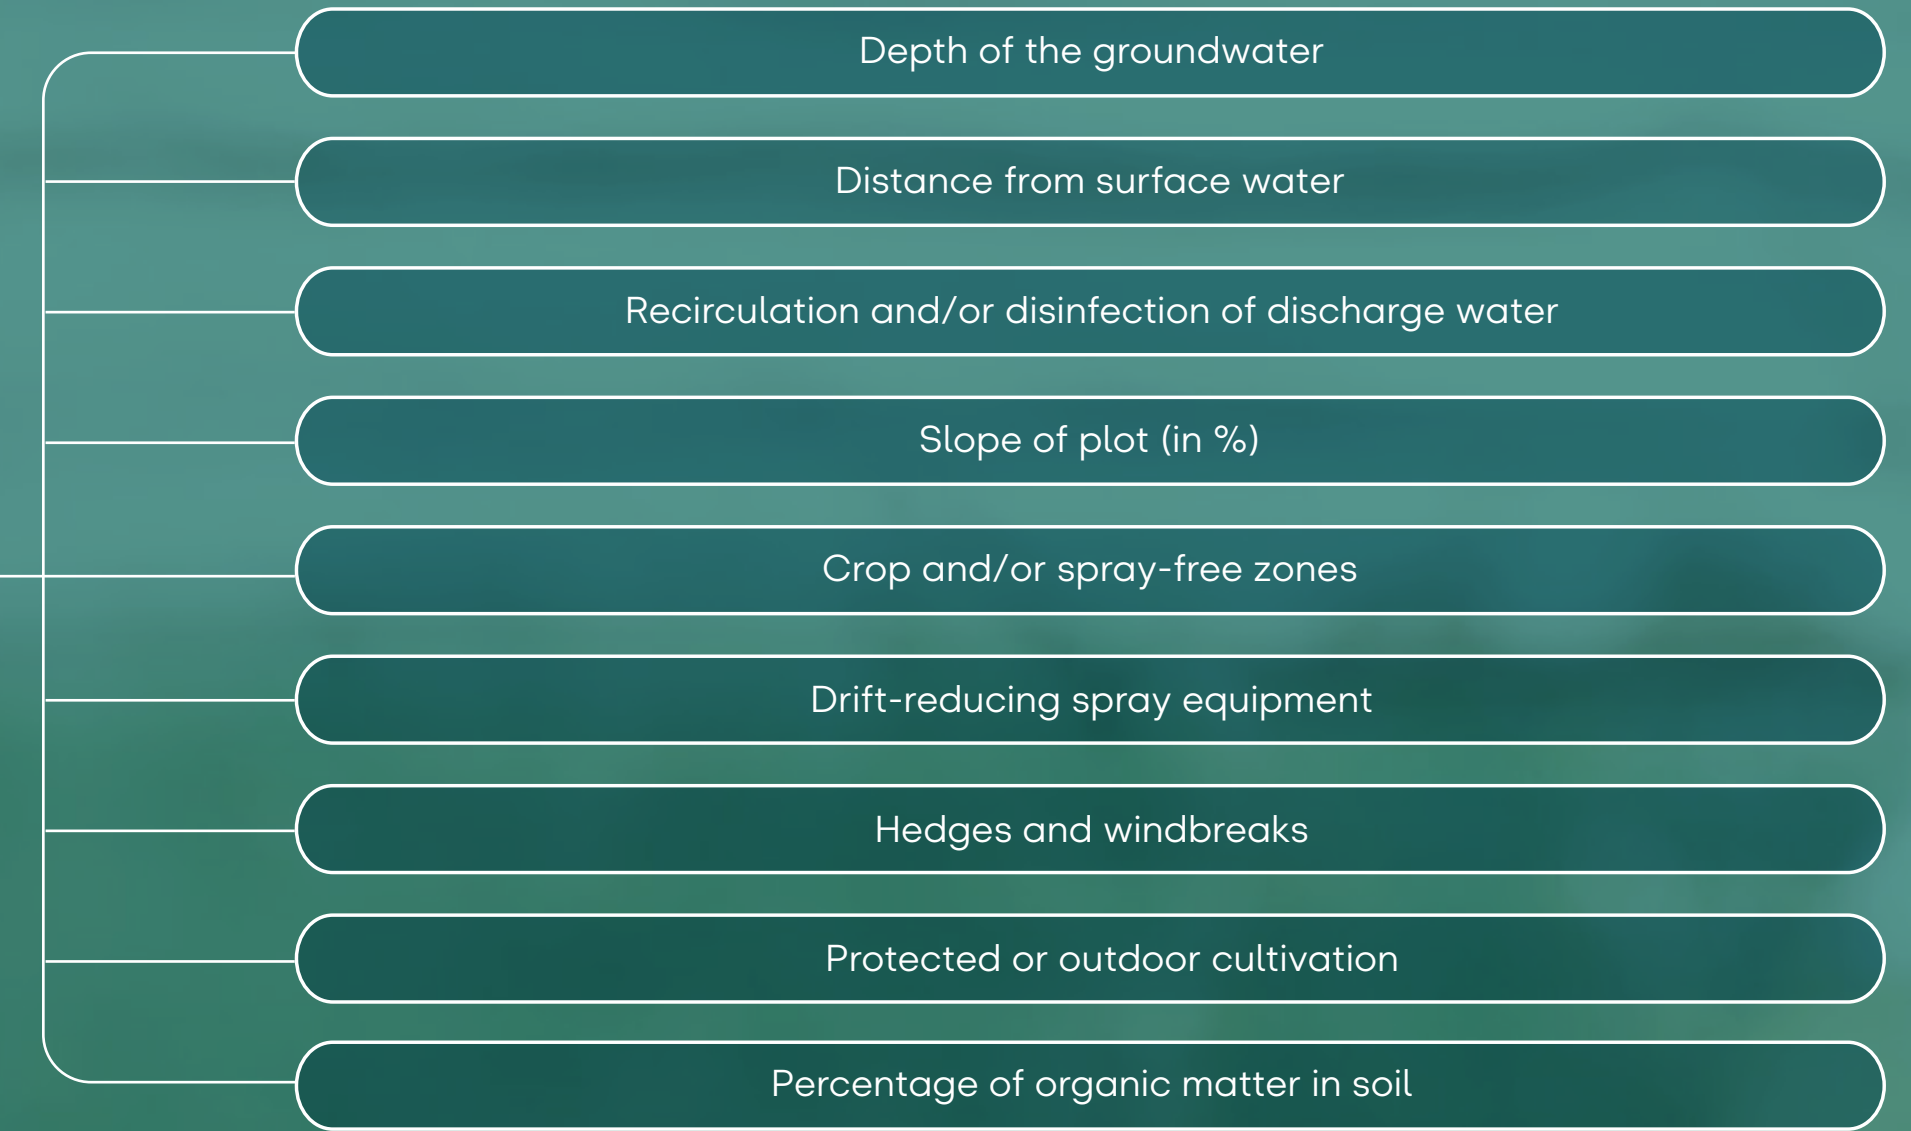 Depth of the groundwater
Distance from surface water
Recirculation and/or disinfection of discharge water
Slope of plot (in %)
Crop and/or spray-free zones
Drift-reducing spray equipment
Hedges and windbreaks
Protected or outdoor cultivation
Percentage of organic matter in soil